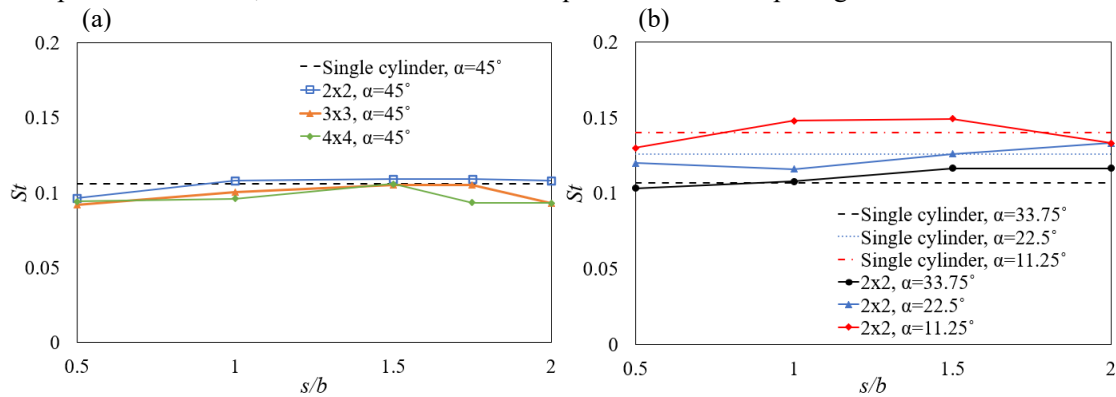 (a)
(b)
0.2
0.15
0.1
0.05
0
St
0.5
1
1.5
2
s/b
Single cylinder, α=45˚
2x2, α=45˚
3x3, α=45˚
4x4, α=45˚
0.2
0.15
0.1
0.05
0
St
0.5
1
1.5
2
s/b
Single cylinder, α=33.75˚
Single cylinder, α=22.5˚
Single cylinder, α=11.25˚
2x2, α=33.75˚
2x2, α=22.5˚
2x2, α=11.25˚